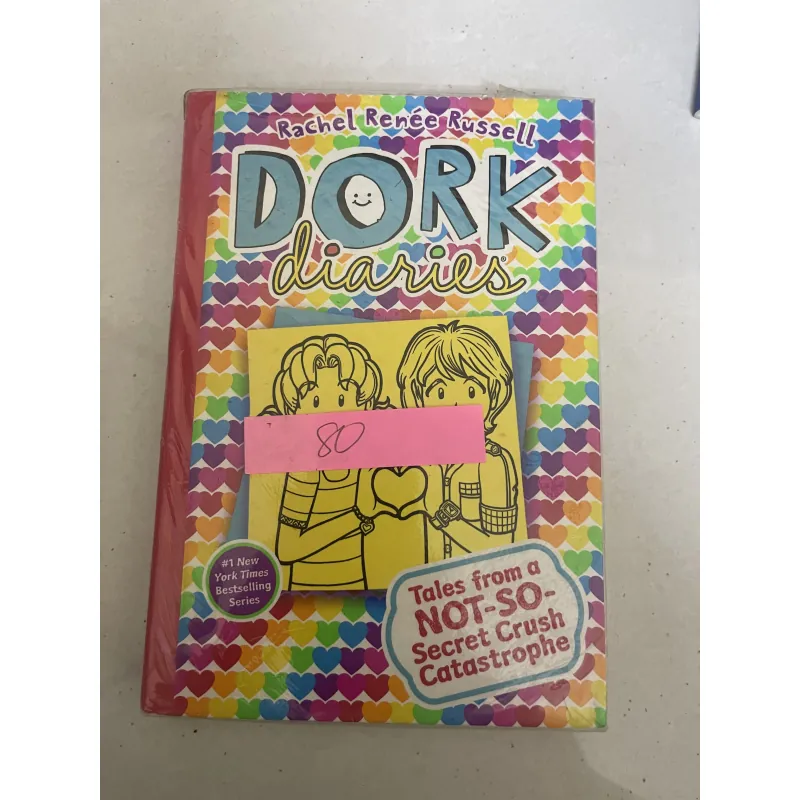 Rachel Renée Russell
DORK
diaries
80
#1 New
York Times
Bestselling
Series
Tales from a
NOT-SO-
Secret Crush
Catastrophe